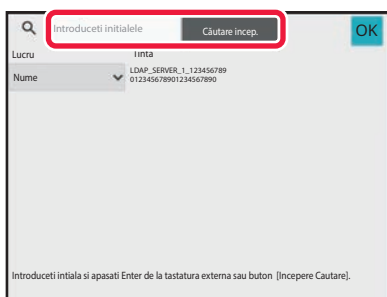 Introduceti initialele
Căutare incep.
OK
Lucru
Tinta
Nume
LDAP_SERVER_1_123456789
012345678901234567890
Introduceti intiala si apasati Enter de la tastatura externa sau buton [Incepere Cautare].